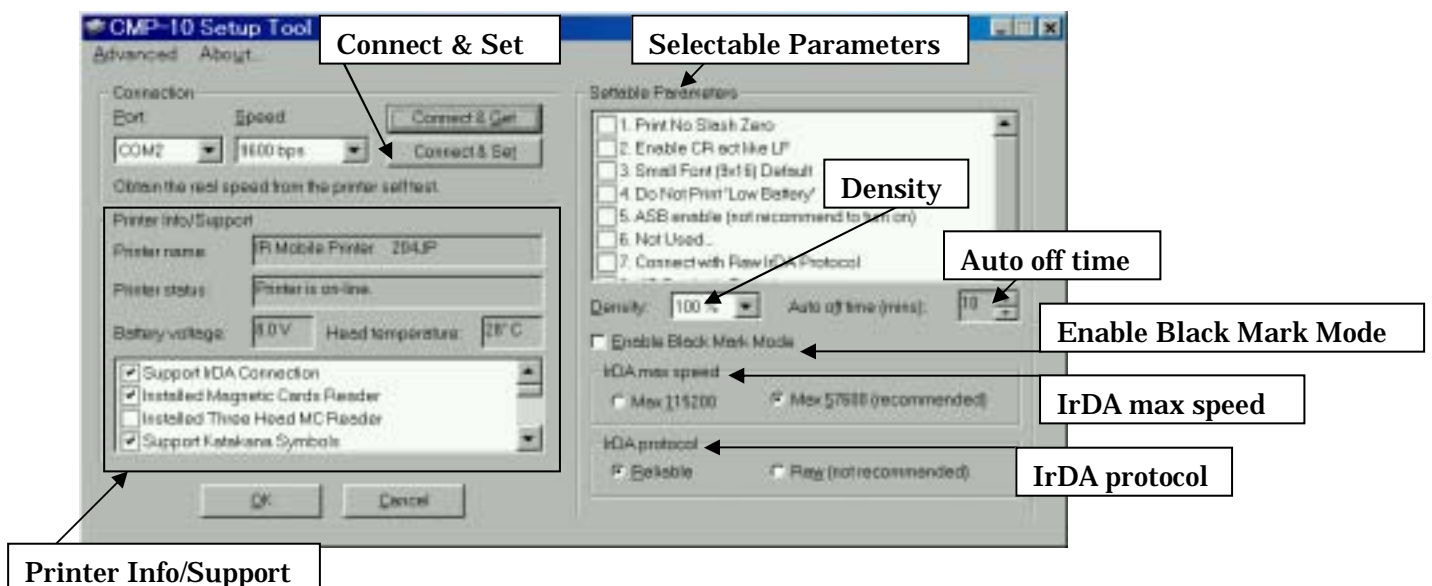 CMP-10 Setup Tool
Connect & Set
Selectable Parameters
Advanced About...
Connection
Port: Speed:
Connect & Get
COM2 9600 bps Connect & Set
Obtain the real speed from the printer selftest.
Printer Info/Support
Printer name: IR Mobile Printer 204JP
Printer status: Printer is on-line.
Battery voltage: 8.0 V Head temperature: 28°C
Support IrDA Connection
Installed Magnetic Cards Reader
Installed Three Head MC Reader
Support Katakana Symbols
OK Cancel
Printer Info/Support
Settable Parameters
1. Print No Slash Zero
2. Enable CR act like LF
3. Small Font (9x16) Default
4. Do Not Print "Low Battery"
5. ASB enable (not recommend to turn on)
6. Not Used...
7. Connect with Raw IrDA Protocol
Density
Auto off time
Density: 100 % Auto off time (mins): 10
Enable Black Mark Mode
Enable Black Mark Mode
IrDA max speed
Max 115200 Max 57600 (recommended)
IrDA max speed
IrDA protocol
Reliable Raw (not recommended)
IrDA protocol